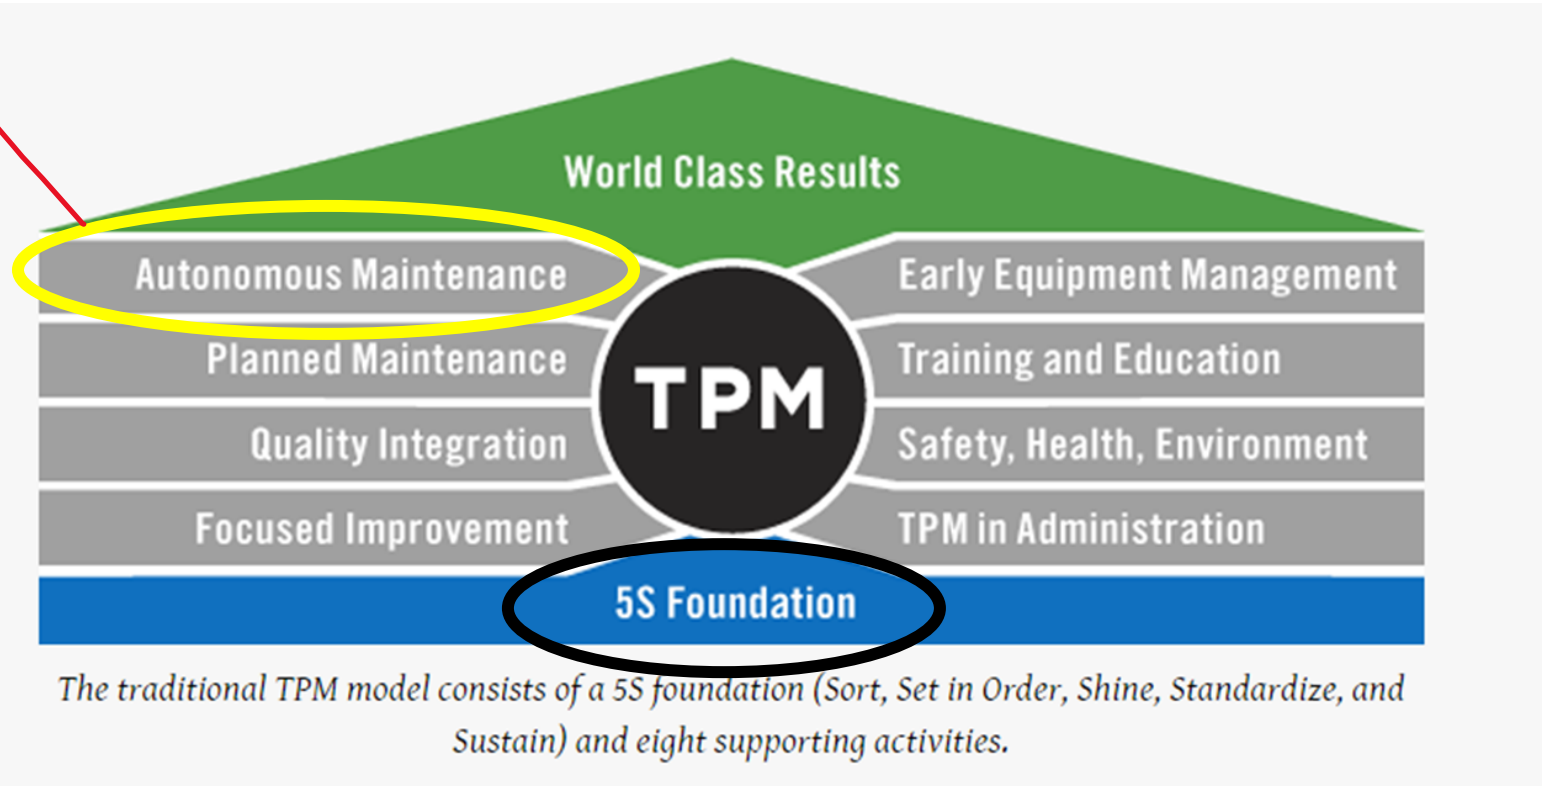 World Class Results
Autonomous Maintenance
Early Equipment Management
Planned Maintenance
Training and Education
TPM
Quality Integration
Safety, Health, Environment
Focused Improvement
TPM in Administration
5S Foundation
The traditional TPM model consists of a 5S foundation (Sort, Set in Order, Shine, Standardize, and
Sustain) and eight supporting activities.